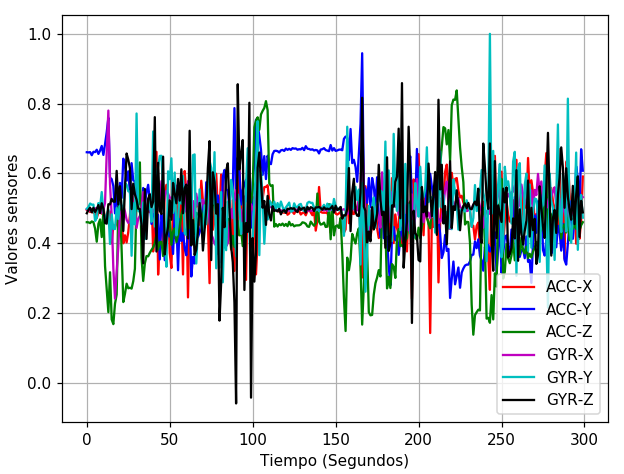 1.0
0.8
0.6
0.4
0.2
0.0
Valores sensores
0 50 100 150 200 250 300
Tiempo (Segundos)
ACC-X
ACC-Y
ACC-Z
GYR-X
GYR-Y
GYR-Z